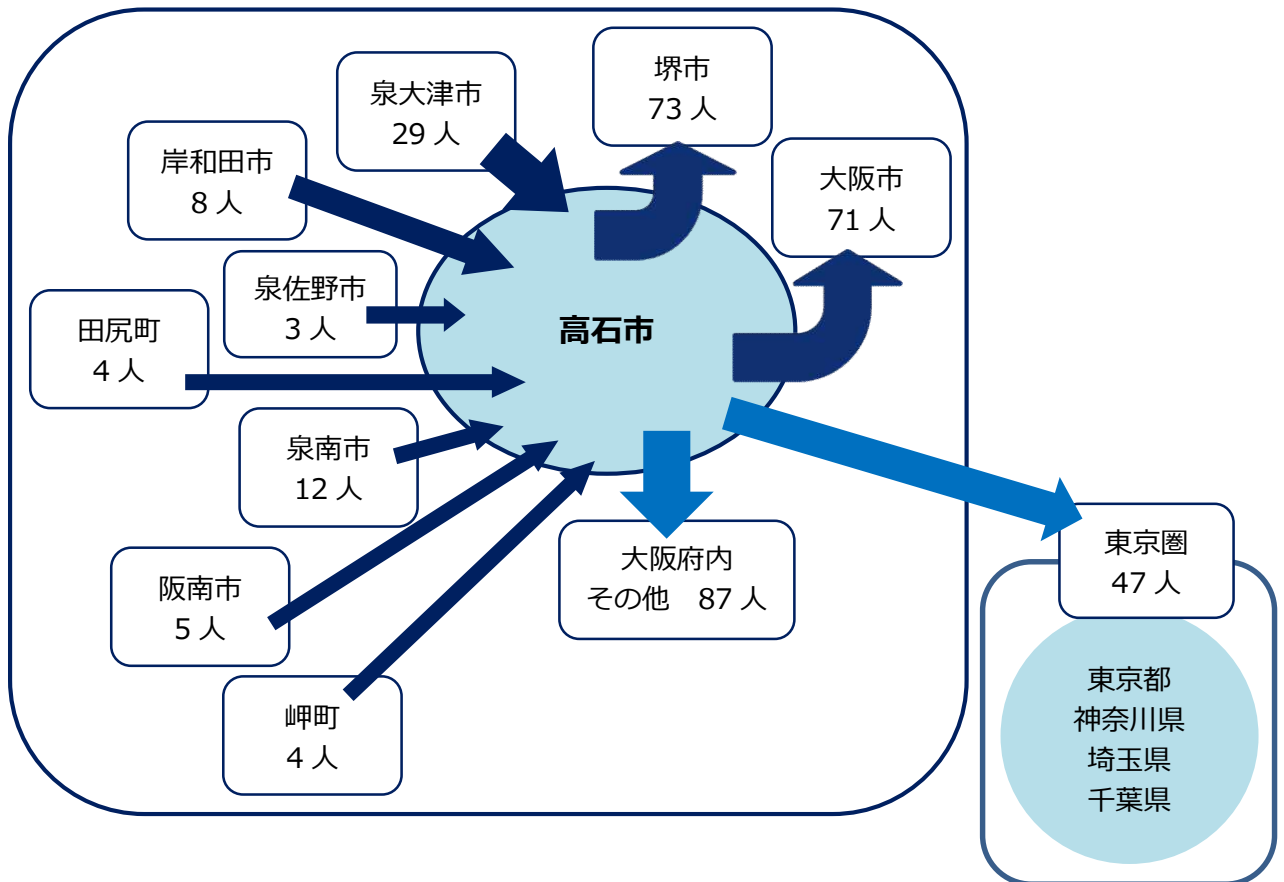 堺市
73 人
泉大津市
29 人
大阪市
71 人
岸和田市
8 人
泉佐野市
3 人
田尻町
4 人
高石市
泉南市
12 人
阪南市
5 人
岬町
4 人
大阪府内
その他　87 人
東京圏
47 人
東京都
神奈川県
埼玉県
千葉県